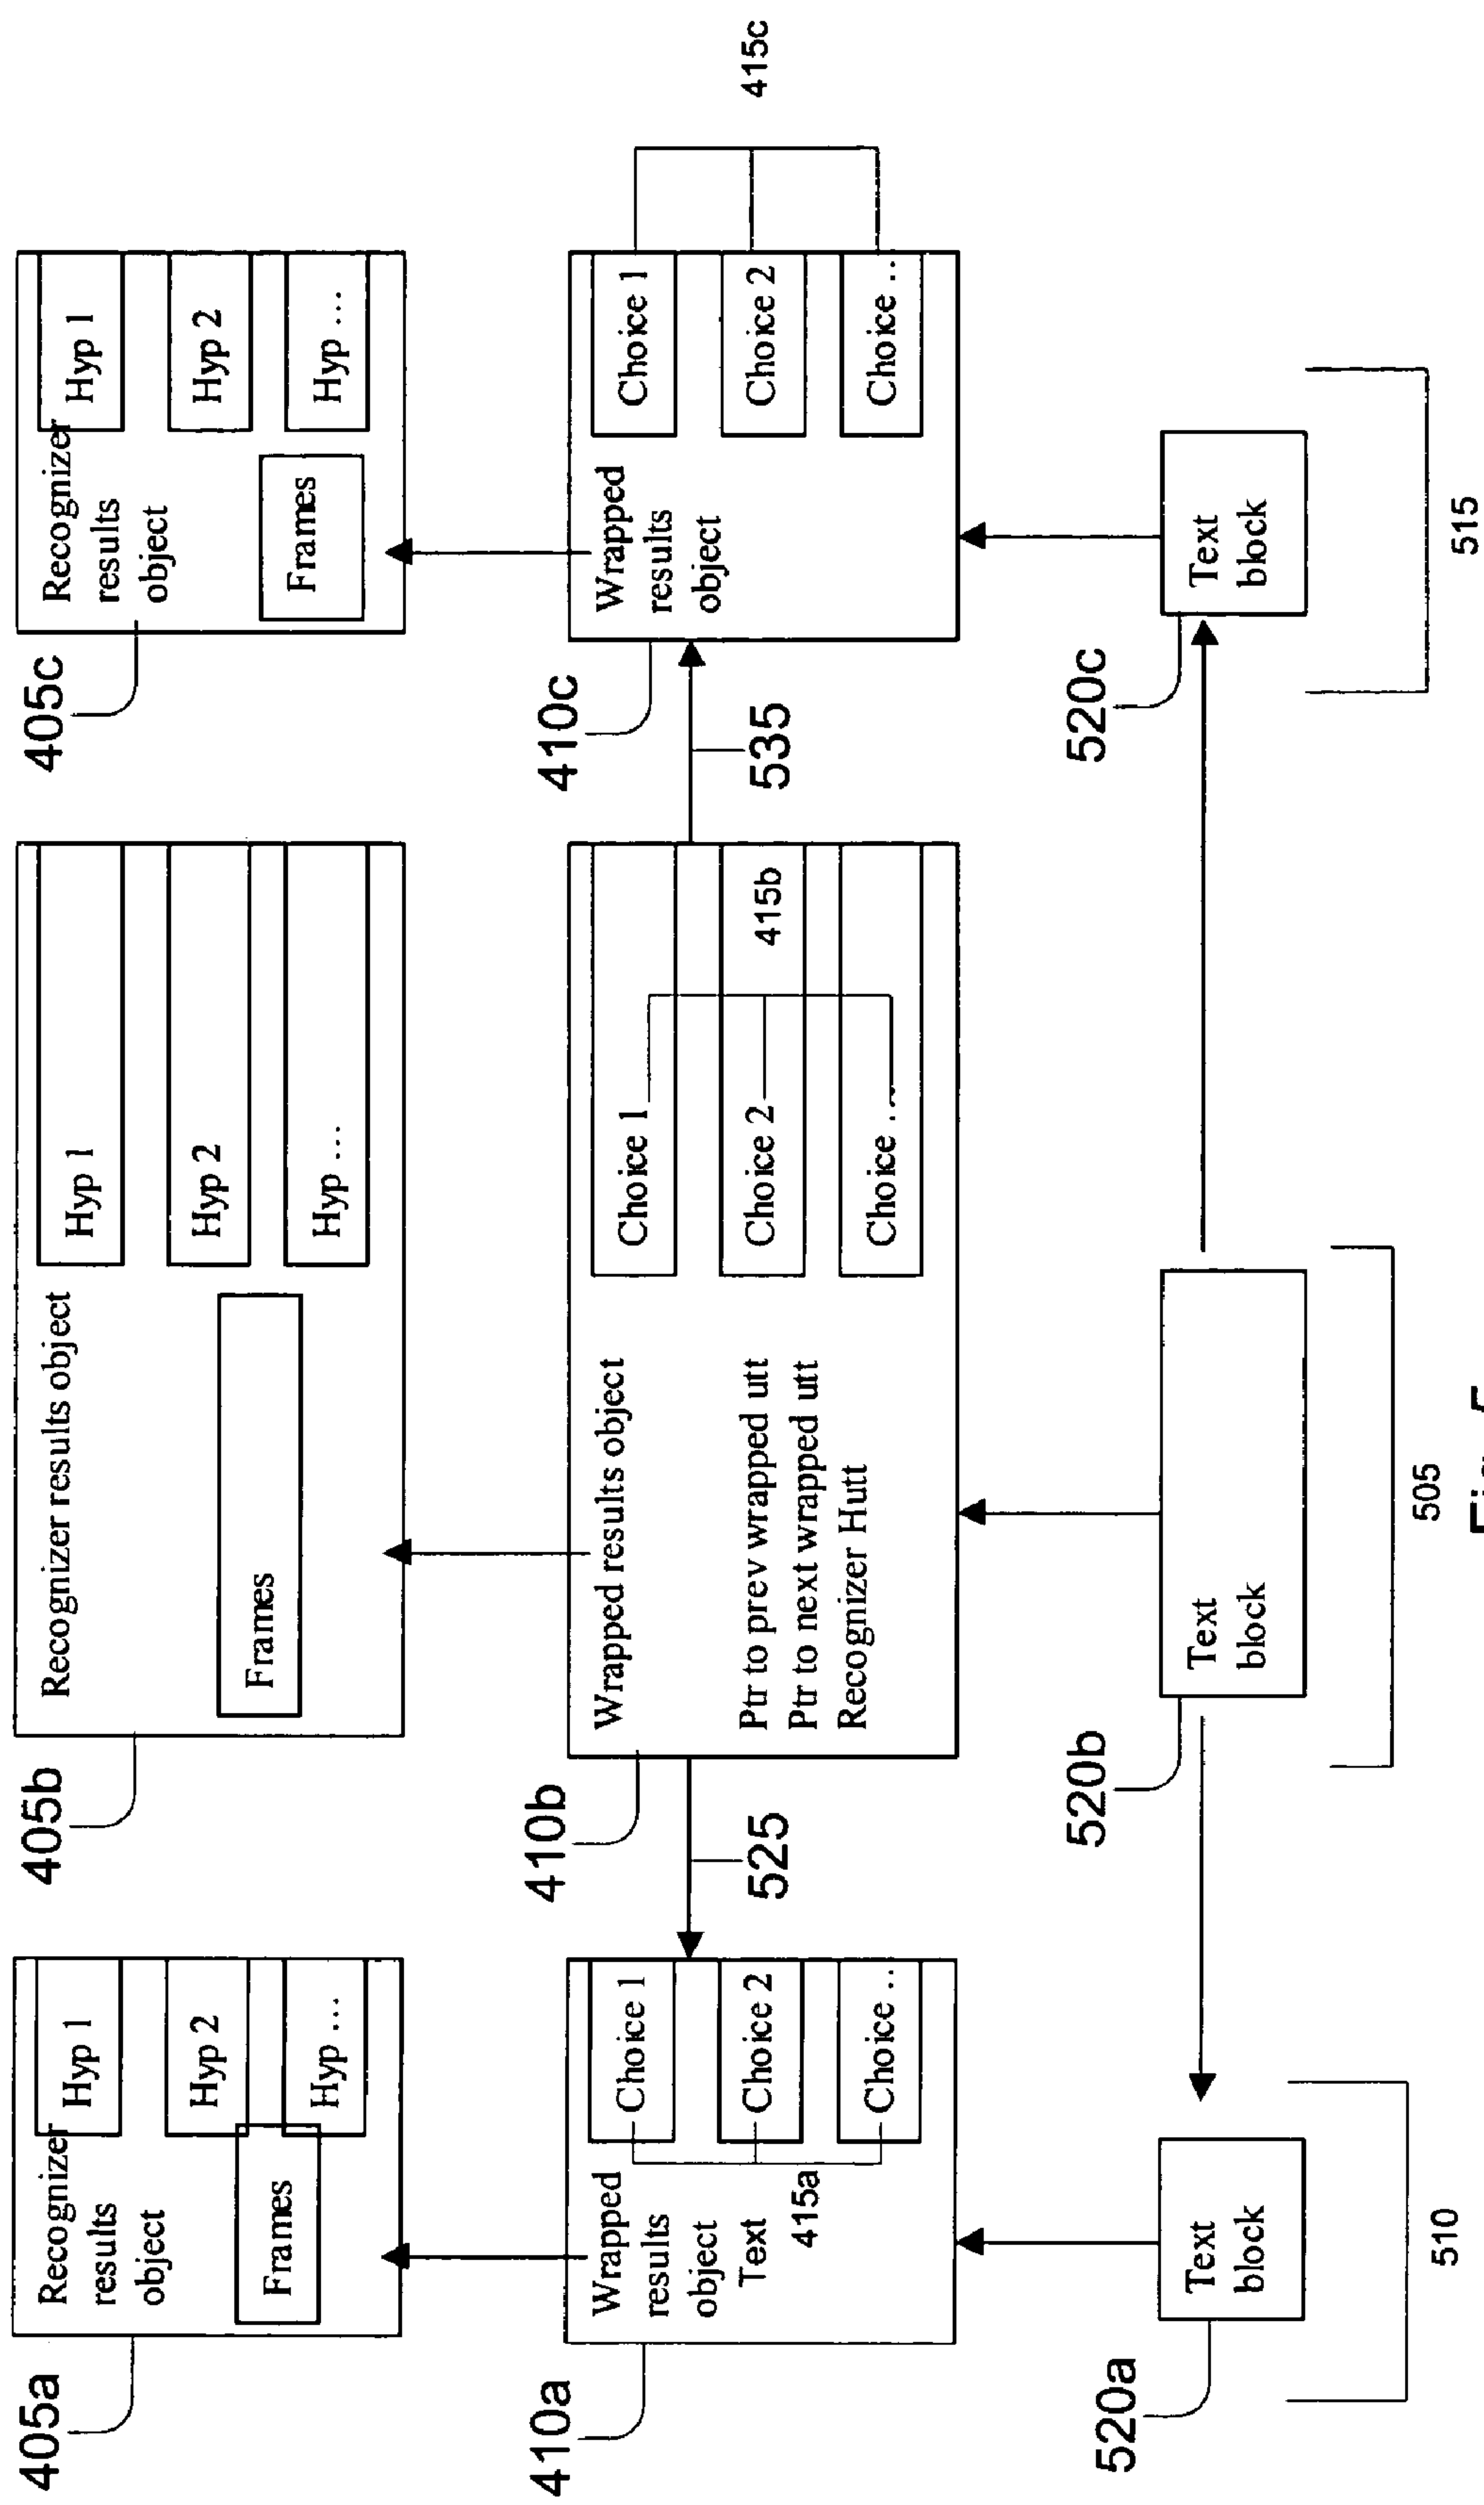 405a
Recognizer
results
object
Frames
Hyp 1
Hyp 2
Hyp ...
405b
Recognizer results object
Frames
Hyp 1
Hyp 2
Hyp ...
405c
Recognizer
results
object
Frames
Hyp 1
Hyp 2
Hyp ...
410a
Wrapped
results
object
Text
415a
Choice 1
Choice 2
Choice ..
525
410b
Wrapped results object
Ptr to prev wrapped utt
Ptr to next wrapped utt
Recognizer Hutt
Choice 1
Choice 2
Choice ...
415b
535
410c
Wrapped
results
object
Choice 1
Choice 2
Choice ..
415c
520a
Text
block
520b
Text
block
520c
Text
block
510
505
515